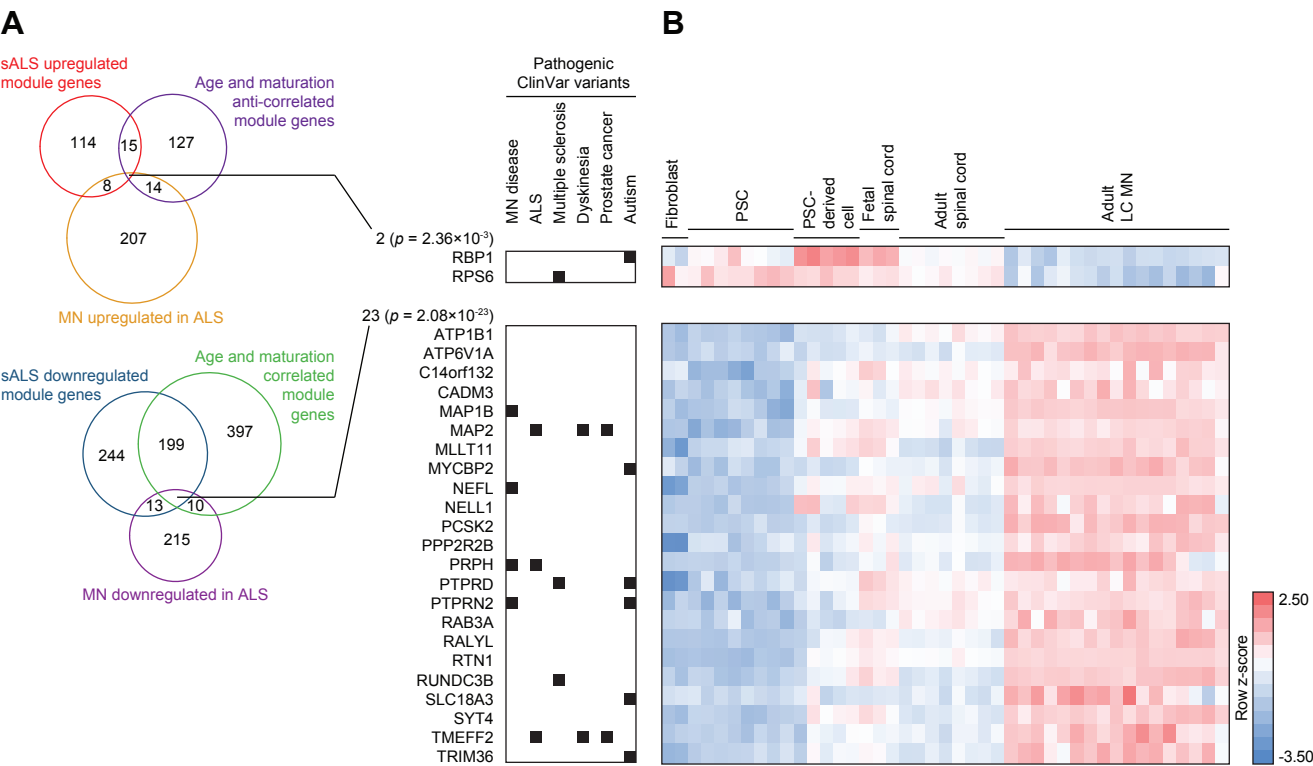 A
sALS upregulated
module genes
Age and maturation
anti-correlated
module genes
114
15
127
8
14
207
MN upregulated in ALS
sALS downregulated
module genes
Age and maturation
correlated
module
genes
244
199
397
13
10
215
MN downregulated in ALS
Pathogenic
ClinVar variants
MN disease
ALS
Multiple sclerosis
Dyskinesia
Prostate cancer
Autism
2 (p = 2.36×10-3)
RBP1
RPS6
23 (p = 2.08×10-23)
ATP1B1
ATP6V1A
C14orf132
CADM3
MAP1B
MAP2
MLLT11
MYCBP2
NEFL
NELL1
PCSK2
PPP2R2B
PRPH
PTPRD
PTPRN2
RAB3A
RALYL
RTN1
RUNDC3B
SLC18A3
SYT4
TMEFF2
TRIM36
B
Fibroblast
PSC
PSC-
derived
cell
Fetal
spinal cord
Adult
spinal cord
Adult
LC MN
Row z-score
2.50
-3.50